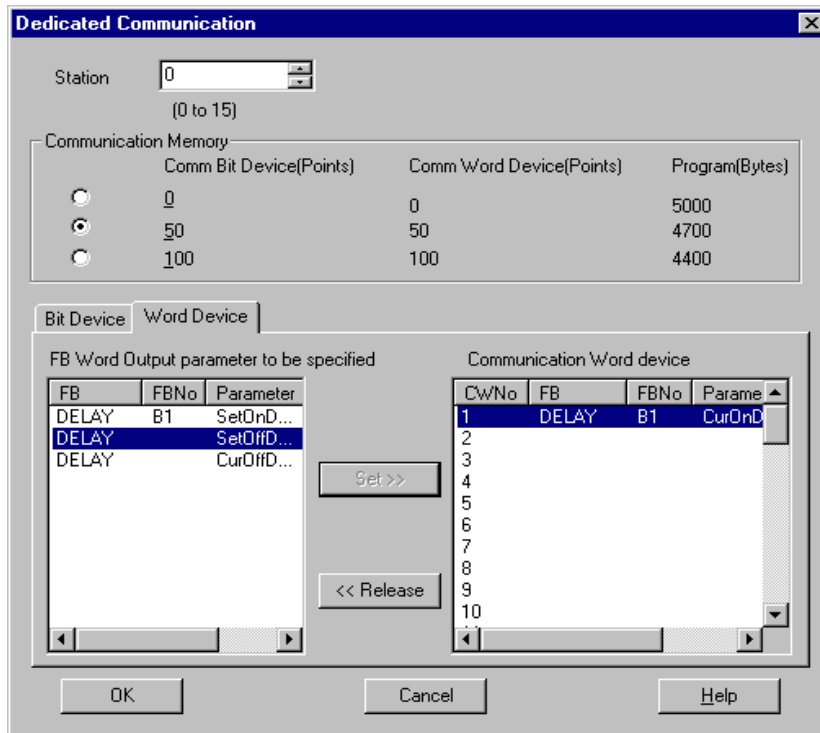 Dedicated Communication
Station 0
(0 to 15)
Communication Memory
Comm Bit Device(Points) Comm Word Device(Points) Program(Bytes)
0 0 5000
50 50 4700
100 100 4400
Bit Device Word Device
FB Word Output parameter to be specified Communication Word device
FB FBNo Parameter CWNo FB FBNo Parame
DELAY B1 SetOnD... 1 DELAY B1 CurOnD
DELAY SetOffD... 2
DELAY CurOffD... 3
4
Set >>
5
6
7
8
<< Release 9
10
OK Cancel Help